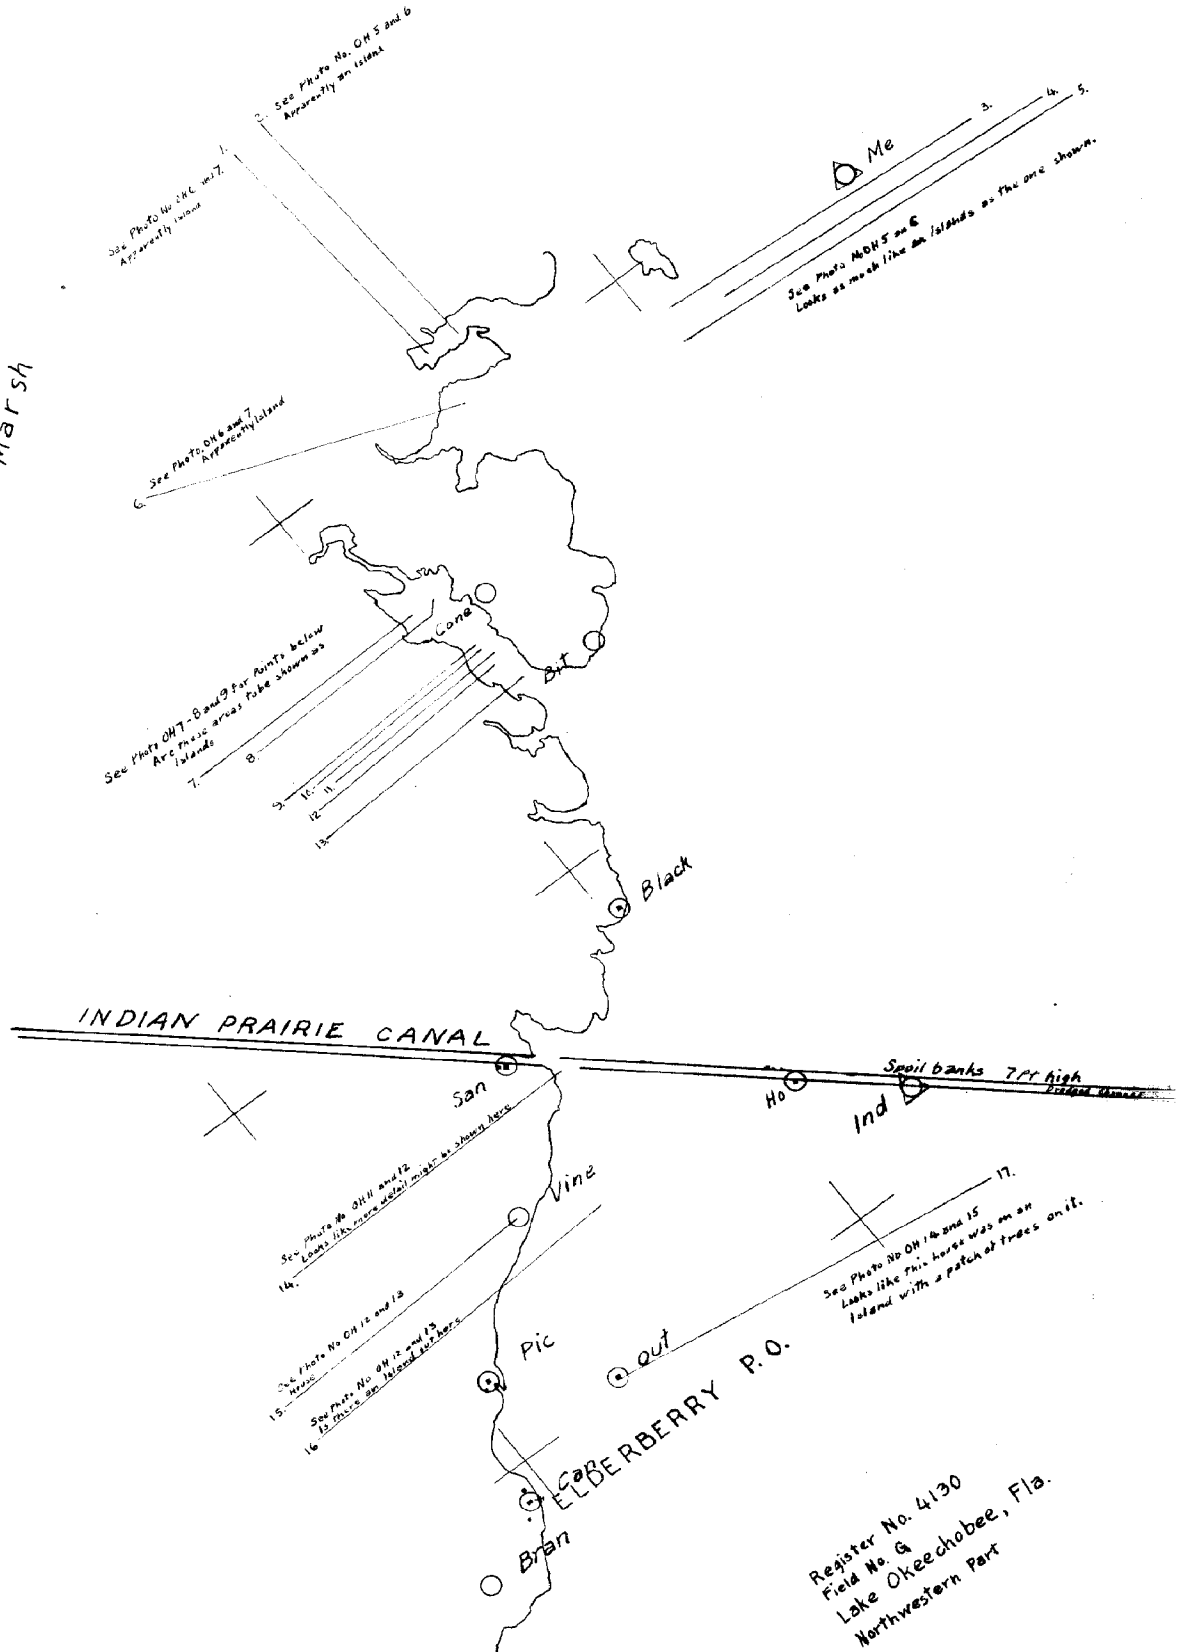 2. See Photo No. OH 5 and 6
Apparently an Island
1.
See Photo No OH 6 and 7.
Apparently Island
3.
4.
5.
Me
See Photo No OH 5 and 6
Looks as much like an Islands as the one shown.
Marsh
See Photo OH 6 and 7
Apparently Island
6.
Cone
Bit
See Photo OH 7-8 and 9 for Points below
Are these areas to be shown as
Islands
7.
8.
9.
10.
11.
12
13.
Black
INDIAN PRAIRIE CANAL
San
Spoil banks 7 Ft high
Dredged channel
Ho
Ind
See Photo No OH 11 and 12
Looks like more detail might be shown here
14.
Vine
17.
See Photo No OH 14 and 15
Looks like this house was on an
Island with a patch of trees on it.
See Photo No OH 12 and 13
House
15.
See Photo No OH 12 and 13
Is there an Island out here
16
Pic
Out
ELDERBERRY P.O.
Can
Bran
Register No. 4130
Field No. G
Lake Okeechobee, Fla.
Northwestern Part